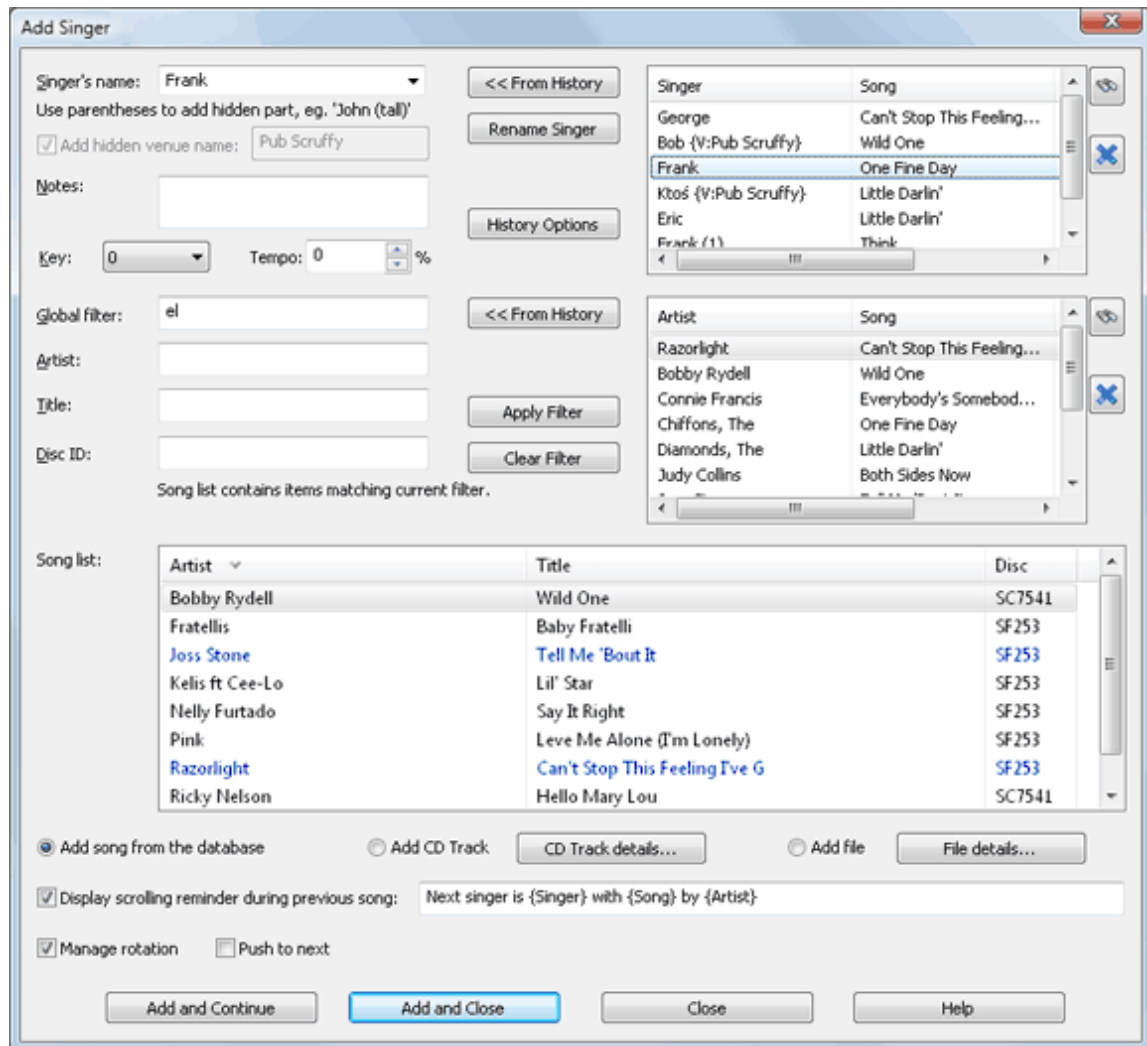 Add Singer
Singer's name: Frank
<< From History
Use parentheses to add hidden part, eg. 'John (tall)'
Add hidden venue name: Pub Scruffy
Rename Singer
Notes:
History Options
Key: 0 Tempo: 0 %
Singer Song
George Can't Stop This Feeling...
Bob {V:Pub Scruffy} Wild One
Frank One Fine Day
Ktoś {V:Pub Scruffy} Little Darlin'
Eric Little Darlin'
Frank (1) Think
Global filter: el
<< From History
Artist:
Title:
Apply Filter
Disc ID:
Clear Filter
Song list contains items matching current filter.
Artist Song
Razorlight Can't Stop This Feeling...
Bobby Rydell Wild One
Connie Francis Everybody's Somebod...
Chiffons, The One Fine Day
Diamonds, The Little Darlin'
Judy Collins Both Sides Now
Song list:
Artist Title Disc
Bobby Rydell Wild One SC7541
Fratellis Baby Fratelli SF253
Joss Stone Tell Me 'Bout It SF253
Kelis ft Cee-Lo Lil' Star SF253
Nelly Furtado Say It Right SF253
Pink Leve Me Alone (I'm Lonely) SF253
Razorlight Can't Stop This Feeling I've G SF253
Ricky Nelson Hello Mary Lou SC7541
Add song from the database Add CD Track CD Track details... Add file File details...
Display scrolling reminder during previous song: Next singer is {Singer} with {Song} by {Artist}
Manage rotation Push to next
Add and Continue Add and Close Close Help